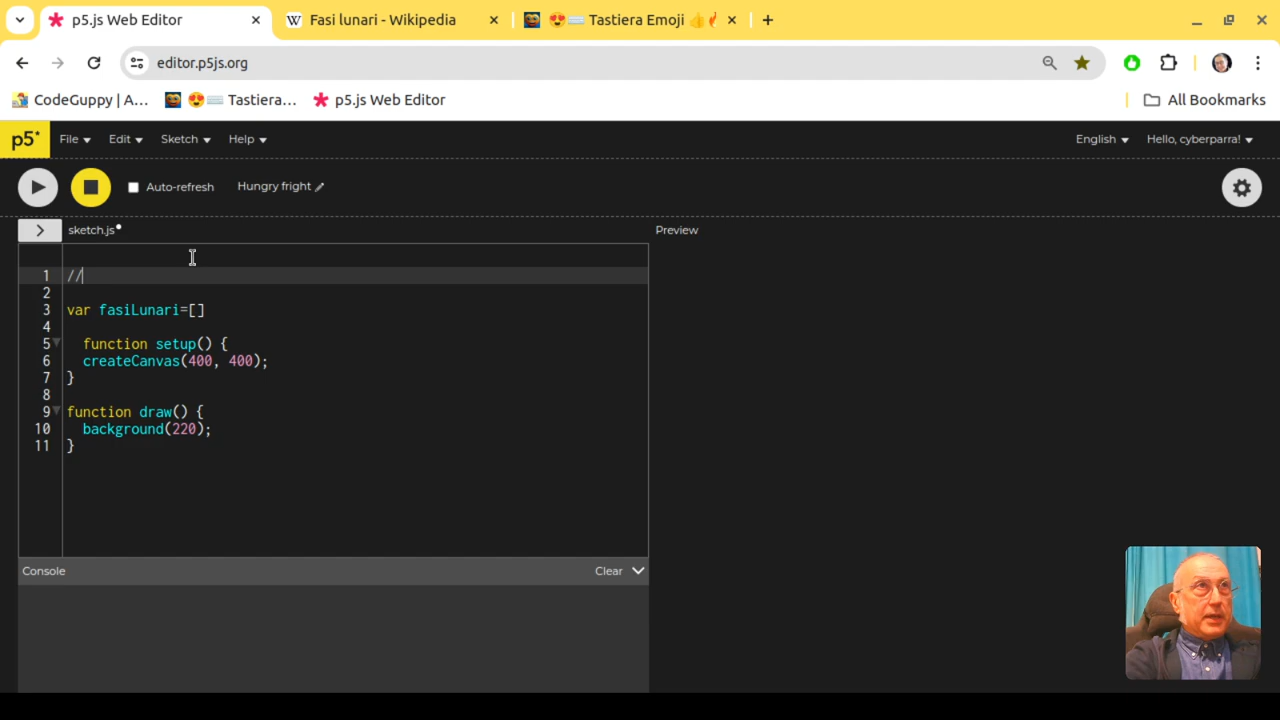 p5.js Web Editor
Fasi lunari - Wikipedia
😍⌨️ Tastiera Emoji 👍🔥
editor.p5js.org
CodeGuppy | A...
😍⌨️ Tastiera...
p5.js Web Editor
All Bookmarks
p5*
File
Edit
Sketch
Help
English
Hello, cyberparra!
Auto-refresh
Hungry fright
sketch.js
Preview
1 //
2
3 var fasiLunari=[]
4
5 function setup() {
6 createCanvas(400, 400);
7 }
8
9 function draw() {
10 background(220);
11 }
Console
Clear